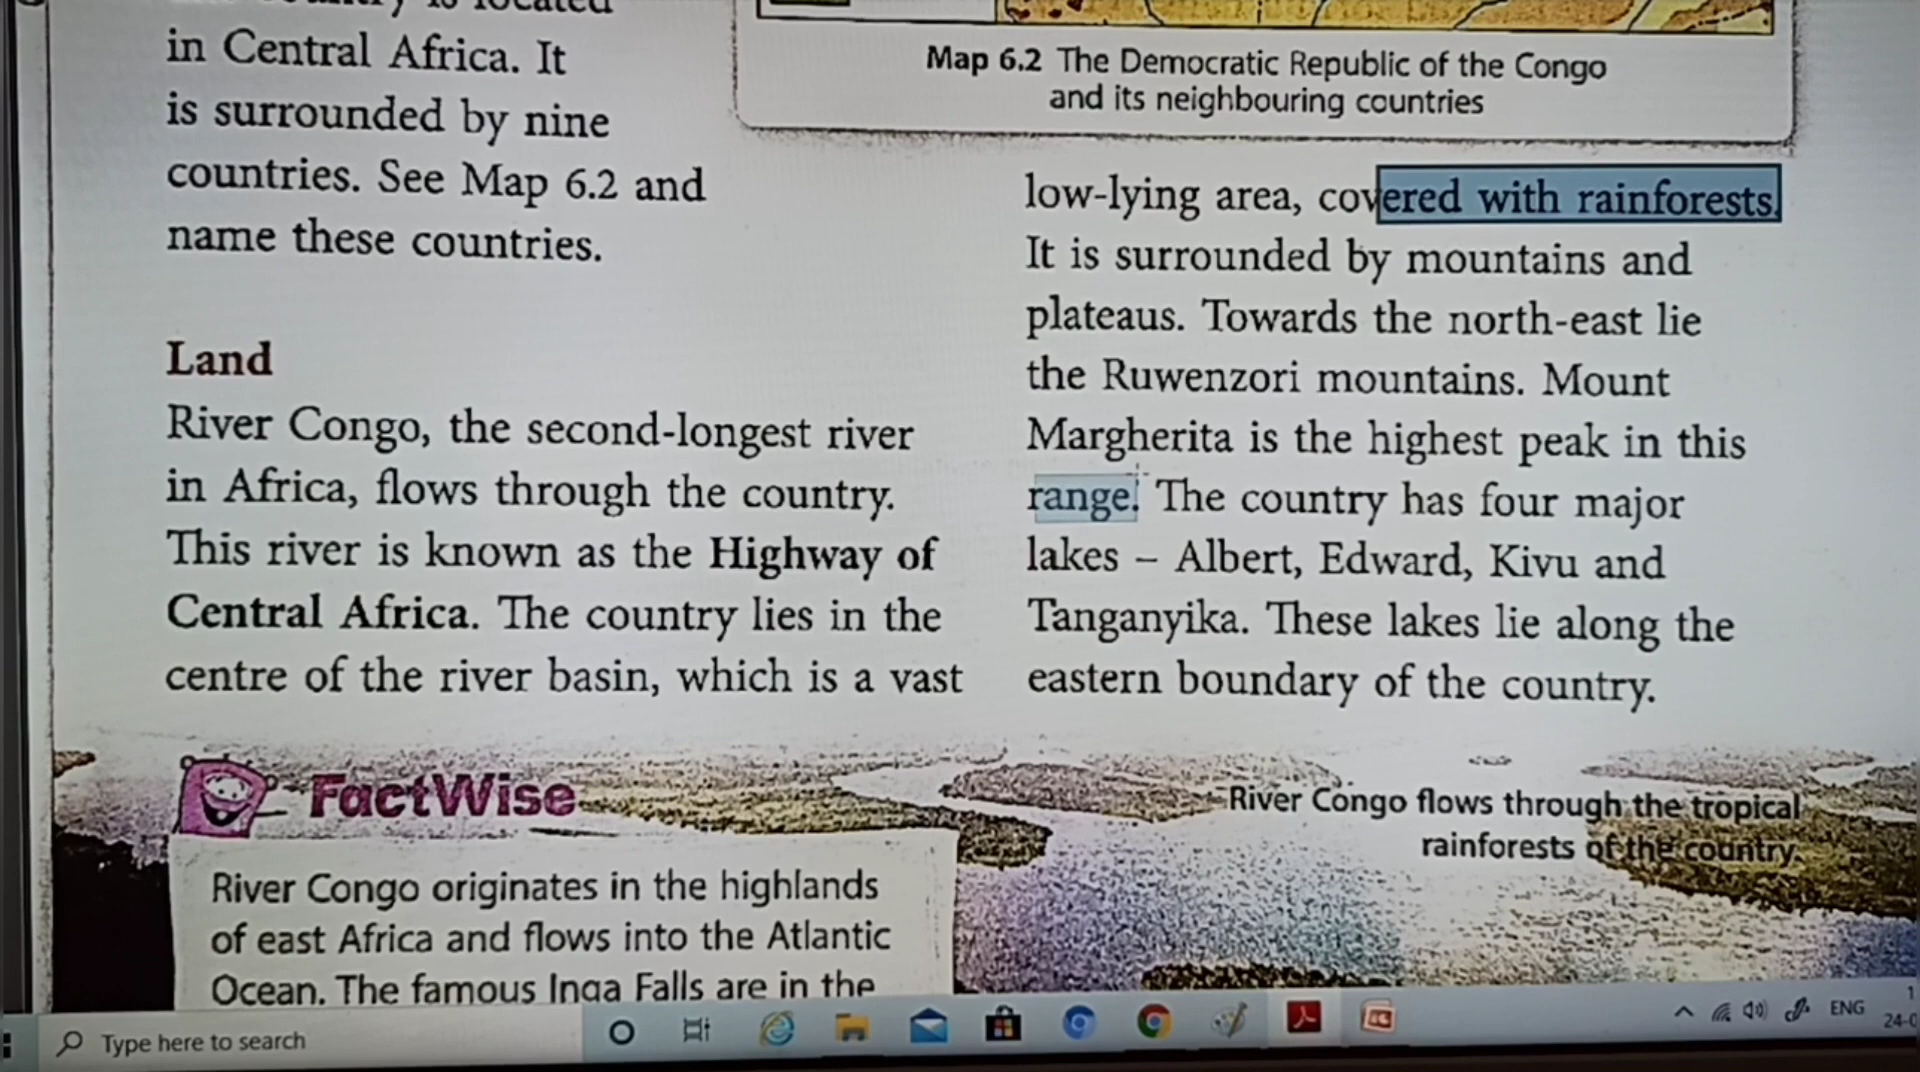 in Central Africa. It
is surrounded by nine
countries. See Map 6.2 and
name these countries.
Land
River Congo, the second-longest river
in Africa, flows through the country.
This river is known as the Highway of
Central Africa. The country lies in the
centre of the river basin, which is a vast
Map 6.2 The Democratic Republic of the Congo
and its neighbouring countries
low-lying area, covered with rainforests.
It is surrounded by mountains and
plateaus. Towards the north-east lie
the Ruwenzori mountains. Mount
Margherita is the highest peak in this
range. The country has four major
lakes – Albert, Edward, Kivu and
Tanganyika. These lakes lie along the
eastern boundary of the country.
FactWise
River Congo originates in the highlands
of east Africa and flows into the Atlantic
Ocean. The famous Inga Falls are in the
River Congo flows through the tropical
rainforests of the country.
Type here to search
ENG